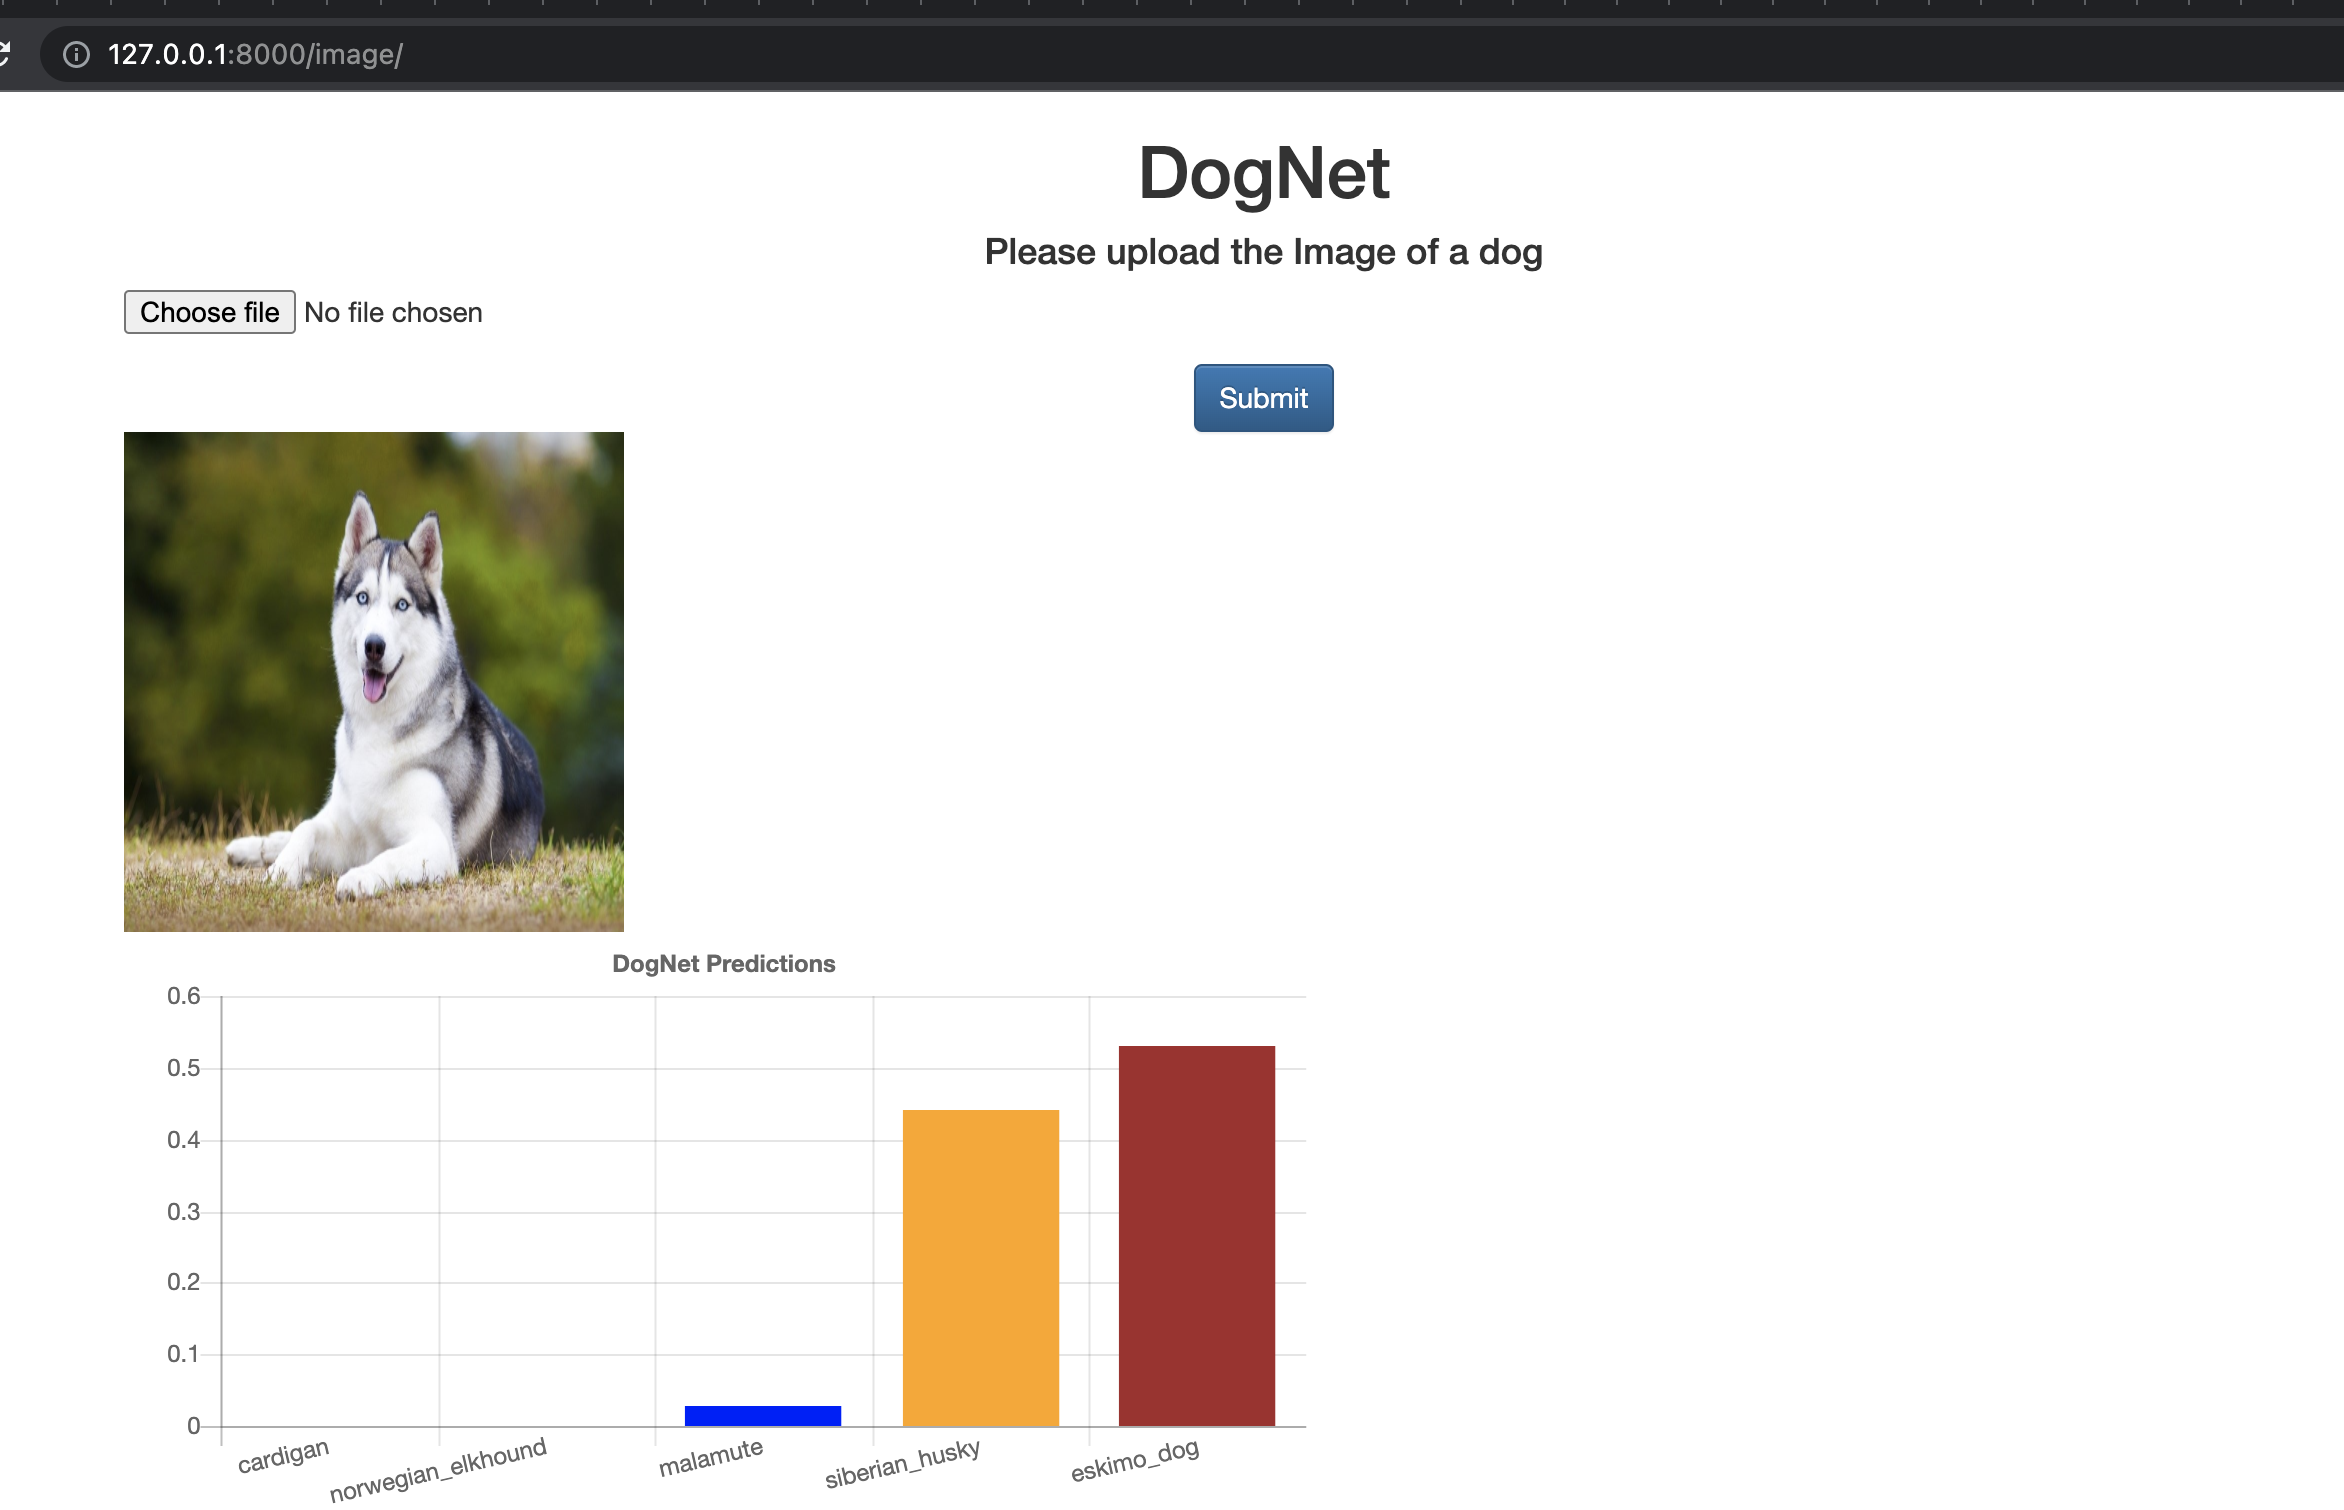 127.0.0.1:8000/image/
DogNet
Please upload the Image of a dog
Choose file No file chosen
Submit
DogNet Predictions
0.6
0.5
0.4
0.3
0.2
0.1
0
cardigan
norwegian_elkhound
malamute
siberian_husky
eskimo_dog